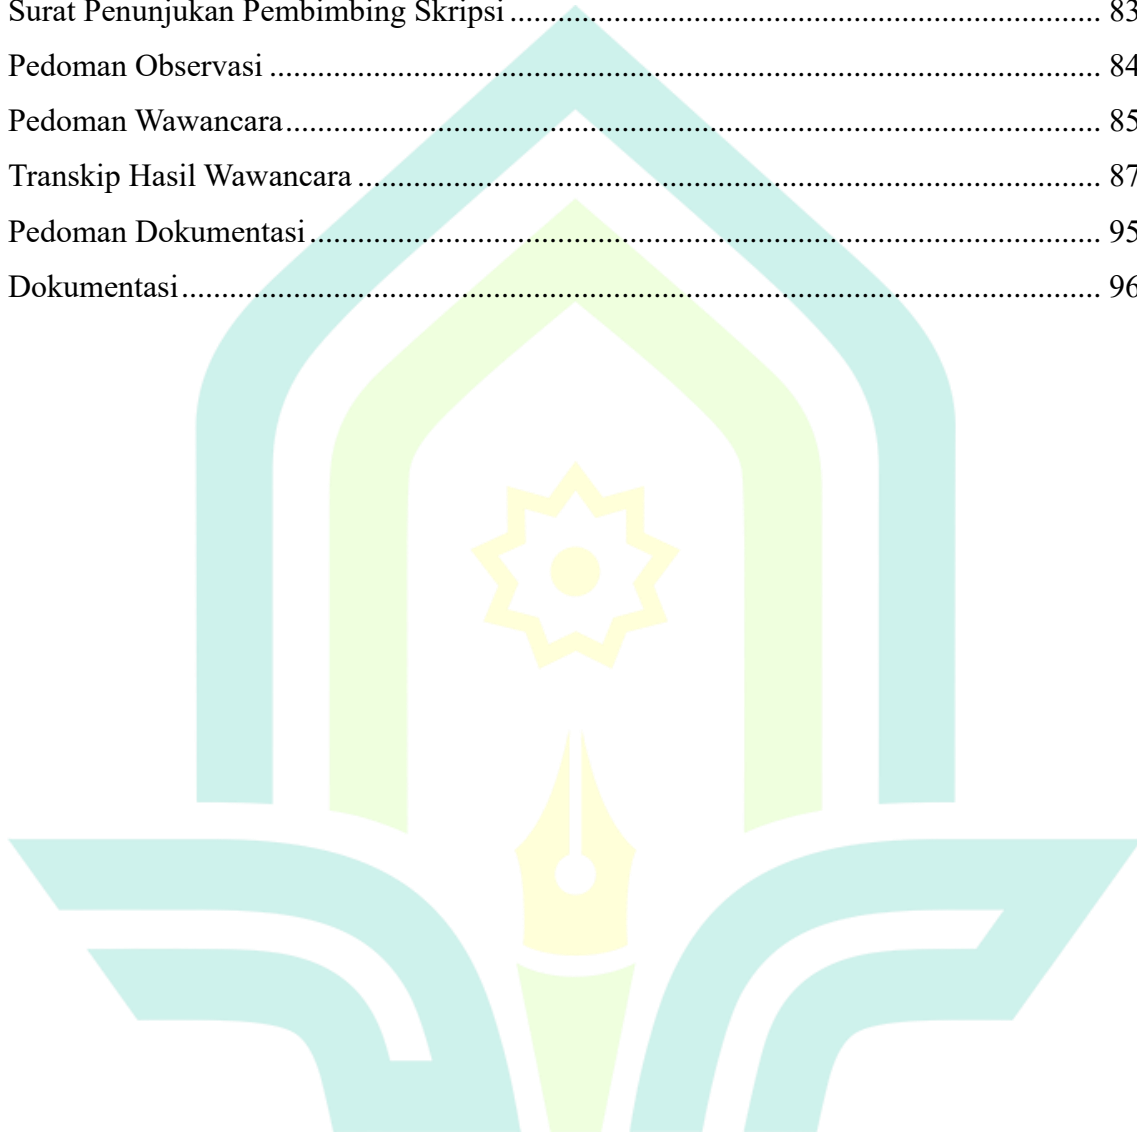 Surat Penunjukan Pembimbing Skripsi .......................................................................... 83
Pedoman Observasi ........................................................................................................ 84
Pedoman Wawancara...................................................................................................... 85
Transkip Hasil Wawancara ............................................................................................. 87
Pedoman Dokumentasi ................................................................................................... 95
Dokumentasi................................................................................................................... 96